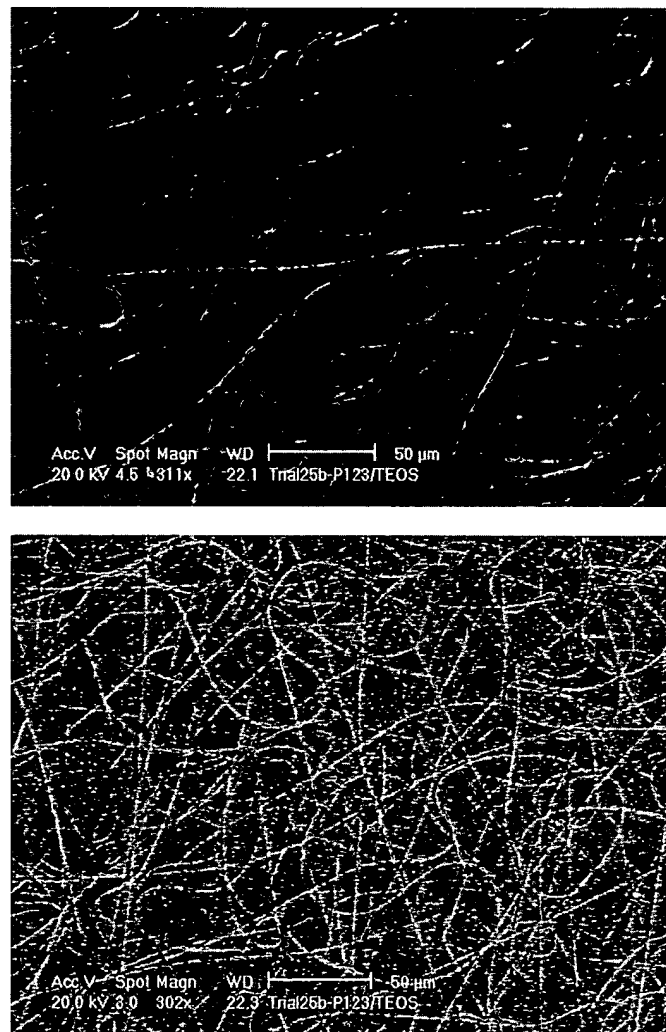 Acc.V Spot Magn WD 50 µm
20.0 kV 4.5 311x 22.1 Trial25b-P123/TEOS
Acc.V Spot Magn WD 50 µm
20.0 kV 3.0 302x 22.3 Trial25b-P123/TEOS